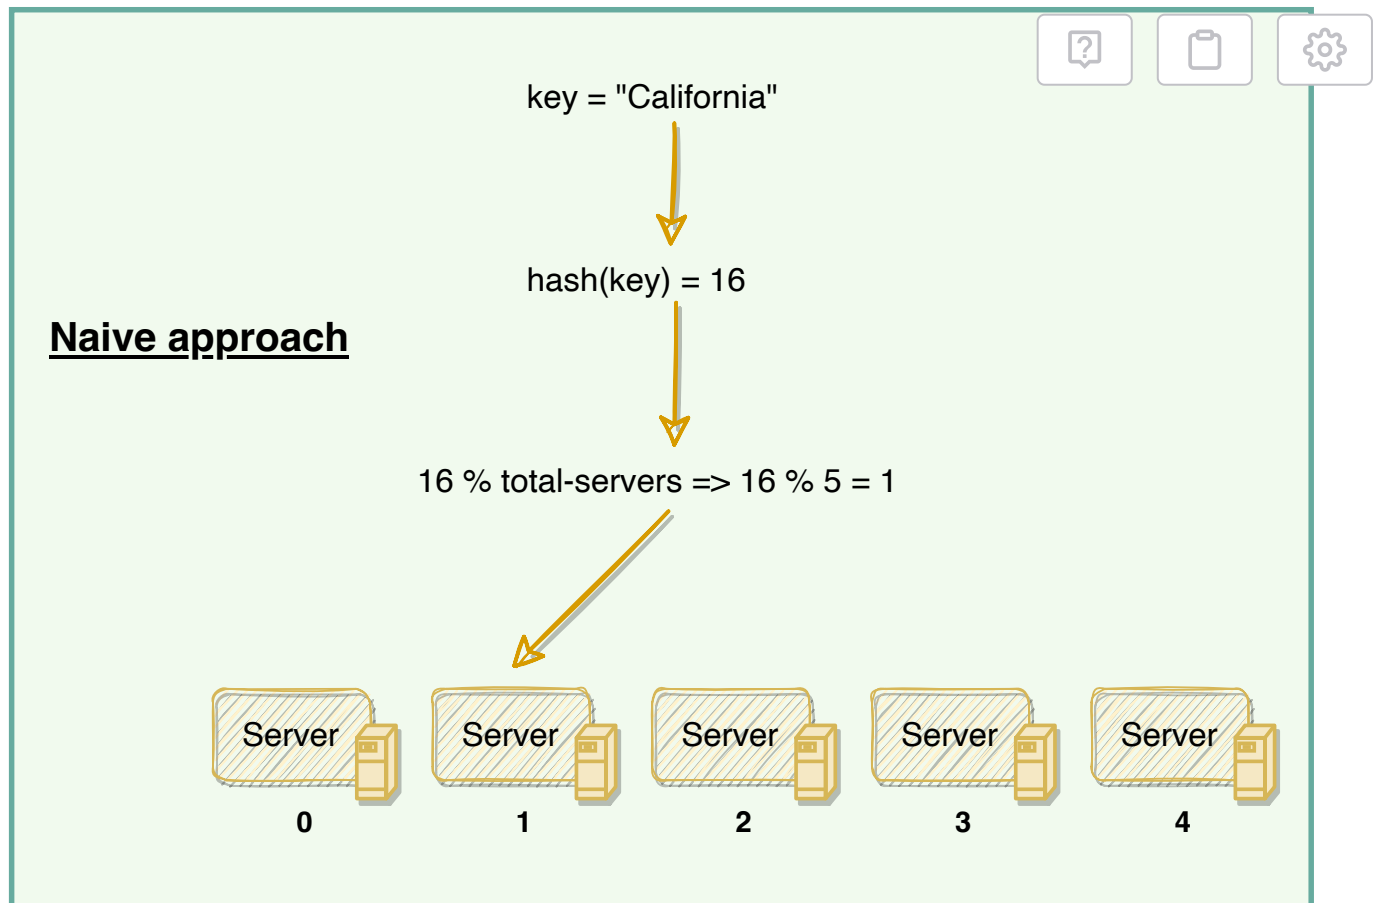 key = "California"
hash(key) = 16
Naive approach
16 % total-servers => 16 % 5 = 1
Server
Server
Server
Server
Server
0
1
2
3
4